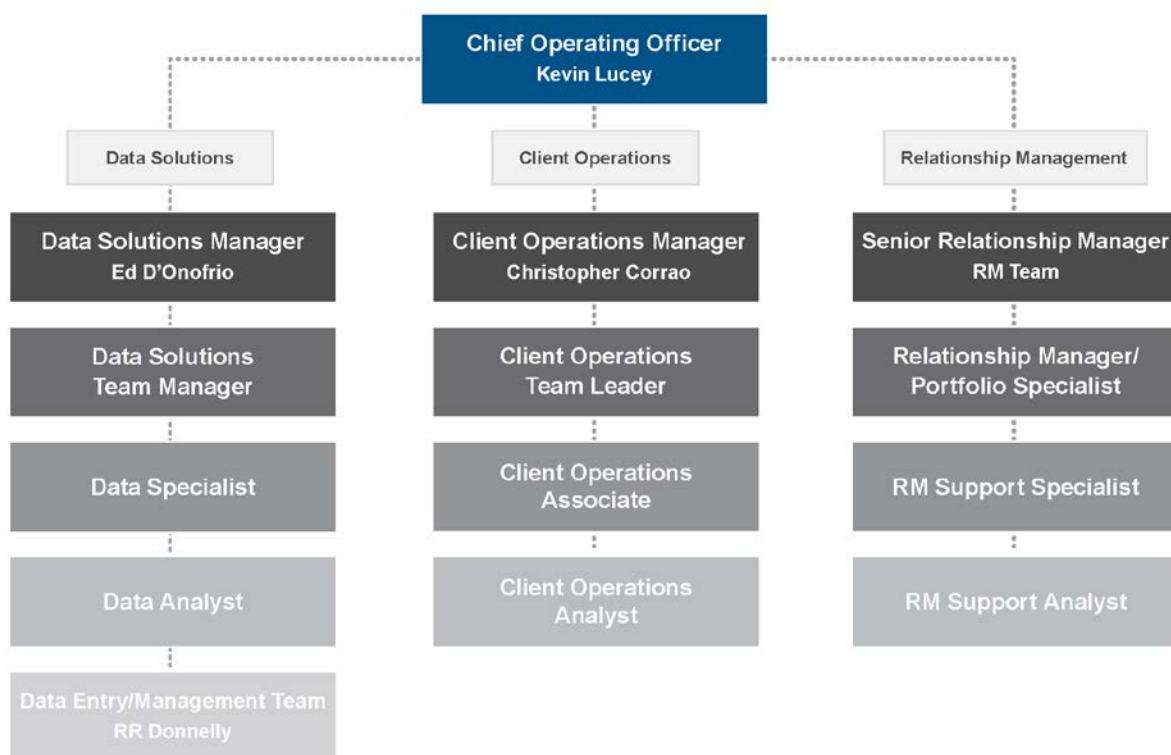 Chief Operating Officer
Kevin Lucey
Data Solutions
Client Operations
Relationship Management
Data Solutions Manager
Ed D'Onofrio
Client Operations Manager
Christopher Corrao
Senior Relationship Manager
RM Team
Data Solutions
Team Manager
Client Operations
Team Leader
Relationship Manager/
Portfolio Specialist
Data Specialist
Client Operations
Associate
RM Support Specialist
Data Analyst
Client Operations
Analyst
RM Support Analyst
Data Entry/Management Team
RR Donnelly